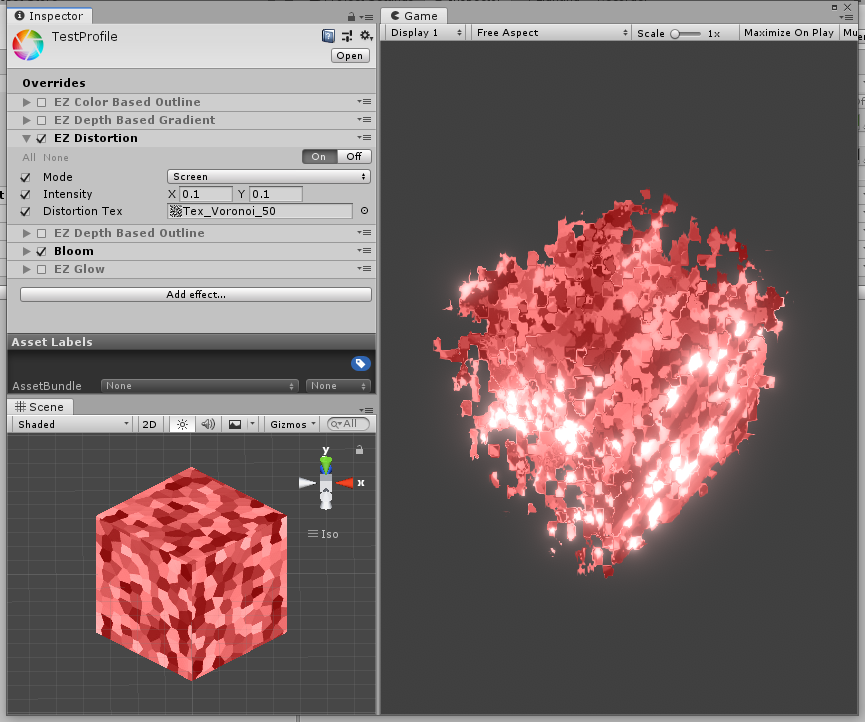 Inspector
TestProfile
Open
Overrides
EZ Color Based Outline
EZ Depth Based Gradient
EZ Distortion
All None On Off
Mode Screen
Intensity X 0.1 Y 0.1
Distortion Tex Tex_Voronoi_50
EZ Depth Based Outline
Bloom
EZ Glow
Add effect...
Asset Labels
AssetBundle None None
Scene
Shaded 2D Gizmos All
y
x
Iso
Game
Display 1 Free Aspect Scale 1x Maximize On Play Mu